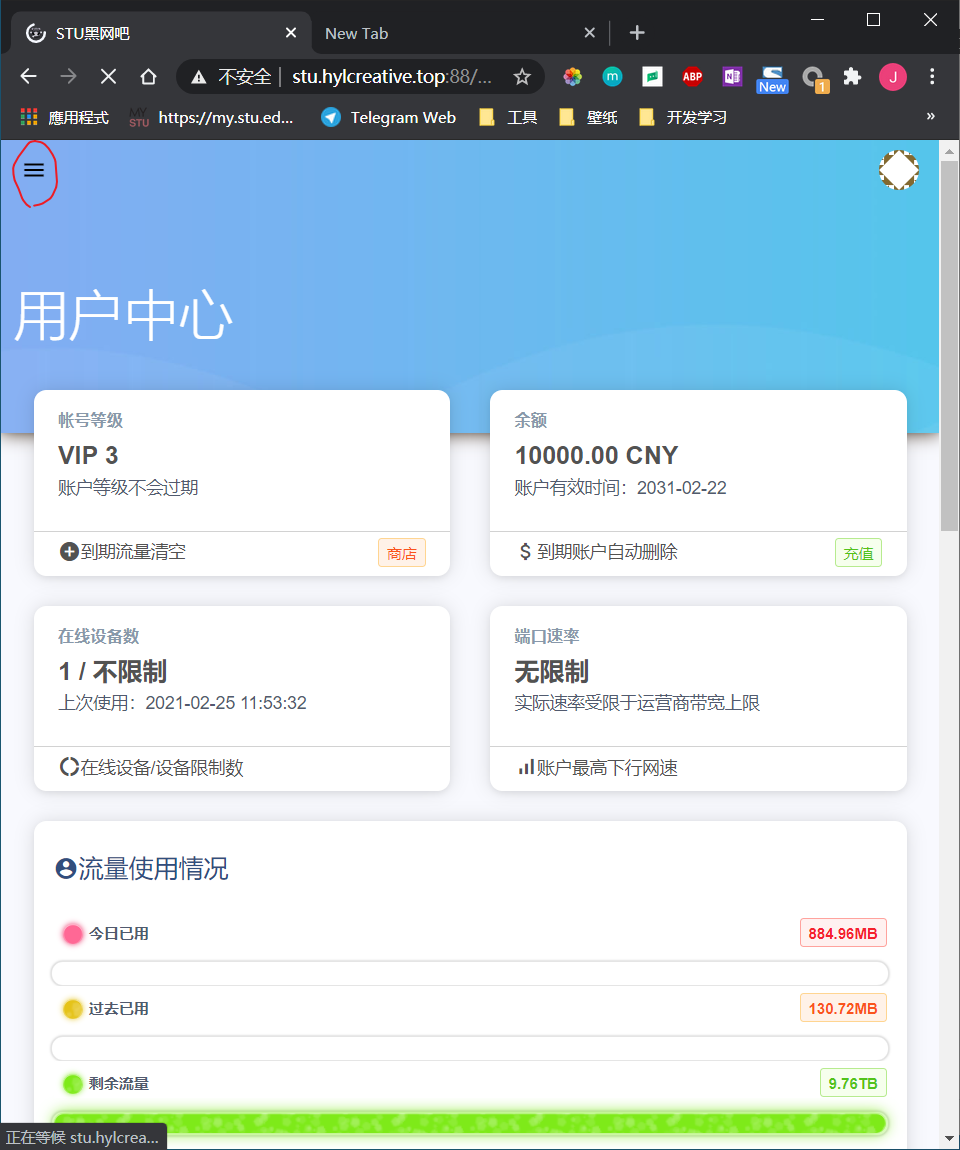 STU黑网吧
New Tab
不安全 stu.hylcreative.top:88/...
m
ABP
N
New
1
J
應用程式
MY STU
https://my.stu.ed...
Telegram Web
工具
壁纸
开发学习
»
用户中心
帐号等级
VIP 3
账户等级不会过期
到期流量清空
商店
余额
10000.00 CNY
账户有效时间：2031-02-22
$ 到期账户自动删除
充值
在线设备数
1 / 不限制
上次使用：2021-02-25 11:53:32
在线设备/设备限制数
端口速率
无限制
实际速率受限于运营商带宽上限
账户最高下行网速
流量使用情况
今日已用
884.96MB
过去已用
130.72MB
剩余流量
9.76TB
正在等候 stu.hylcrea...